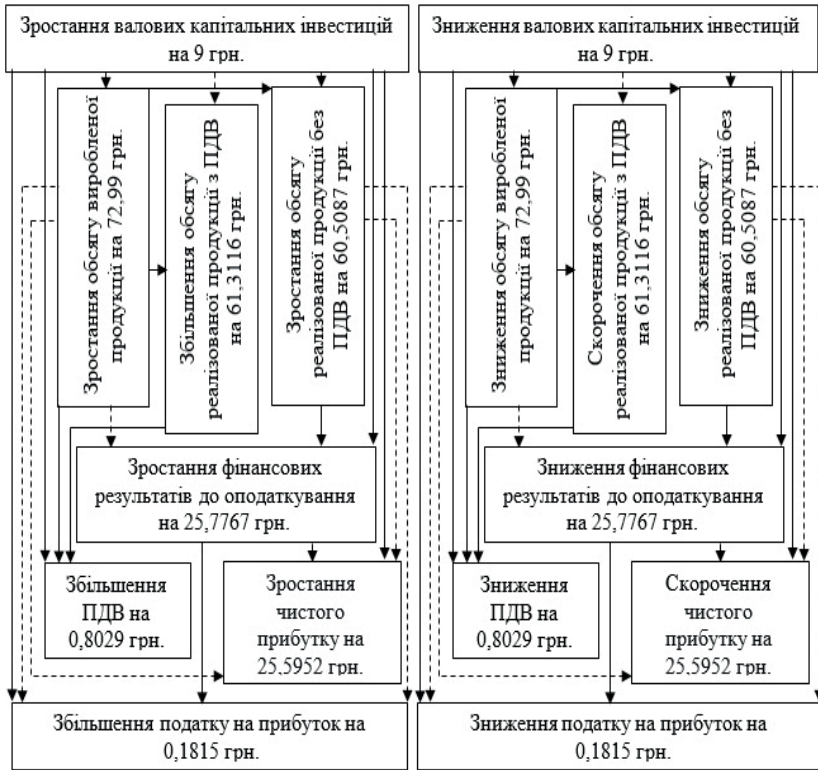 Зростання валових капітальних інвестицій
на 9 грн.
Зростання обсягу виробленої
продукції на 72,99 грн.
Збільшення обсягу
реалізованої продукції з ПДВ
на 61,3116 грн.
Зростання обсягу
реалізованої продукції без
ПДВ на 60,5087 грн.
Зростання фінансових
результатів до оподаткування
на 25,7767 грн.
Збільшення
ПДВ на
0,8029 грн.
Зростання
чистого
прибутку на
25,5952 грн.
Збільшення податку на прибуток на
0,1815 грн.
Зниження валових капітальних інвестицій
на 9 грн.
Зниження обсягу виробленої
продукції на 72,99 грн.
Скорочення обсягу
реалізованої продукції з ПДВ
на 61,3116 грн.
Зниження обсягу
реалізованої продукції без
ПДВ на 60,5087 грн.
Зниження фінансових
результатів до оподаткування
на 25,7767 грн.
Зниження
ПДВ на
0,8029 грн.
Скорочення
чистого
прибутку на
25,5952 грн.
Зниження податку на прибуток на
0,1815 грн.